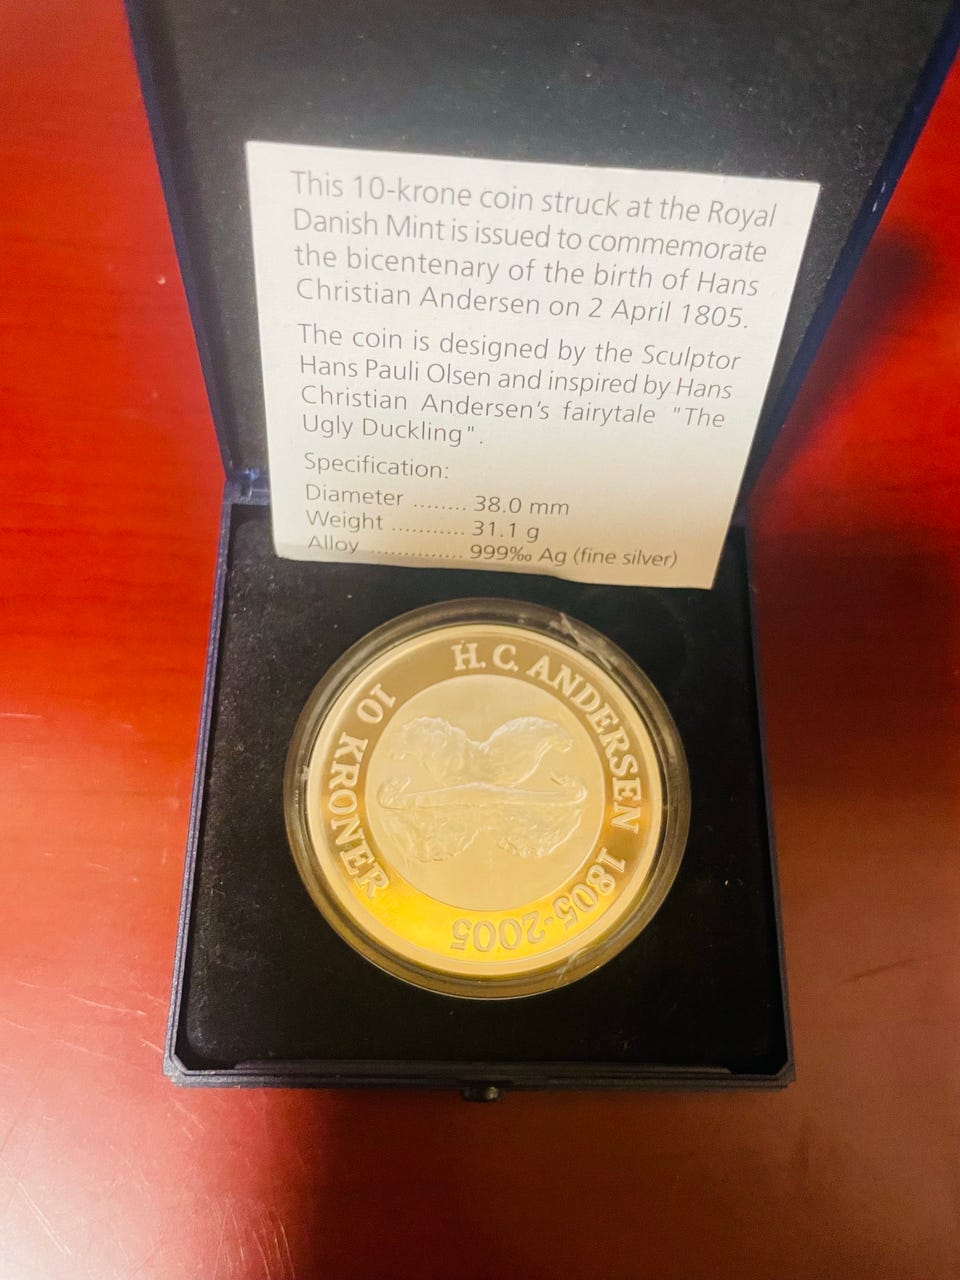 This 10-krone coin struck at the Royal
Danish Mint is issued to commemorate
the bicentenary of the birth of Hans
Christian Andersen on 2 April 1805.
The coin is designed by the Sculptor
Hans Pauli Olsen and inspired by Hans
Christian Andersen's fairytale "The
Ugly Duckling".
Specification:
Diameter ........ 38.0 mm
Weight ........... 31.1 g
Alloy .............. 999‰ Ag (fine silver)
H.C. ANDERSEN 1805-2005
10 KRONER